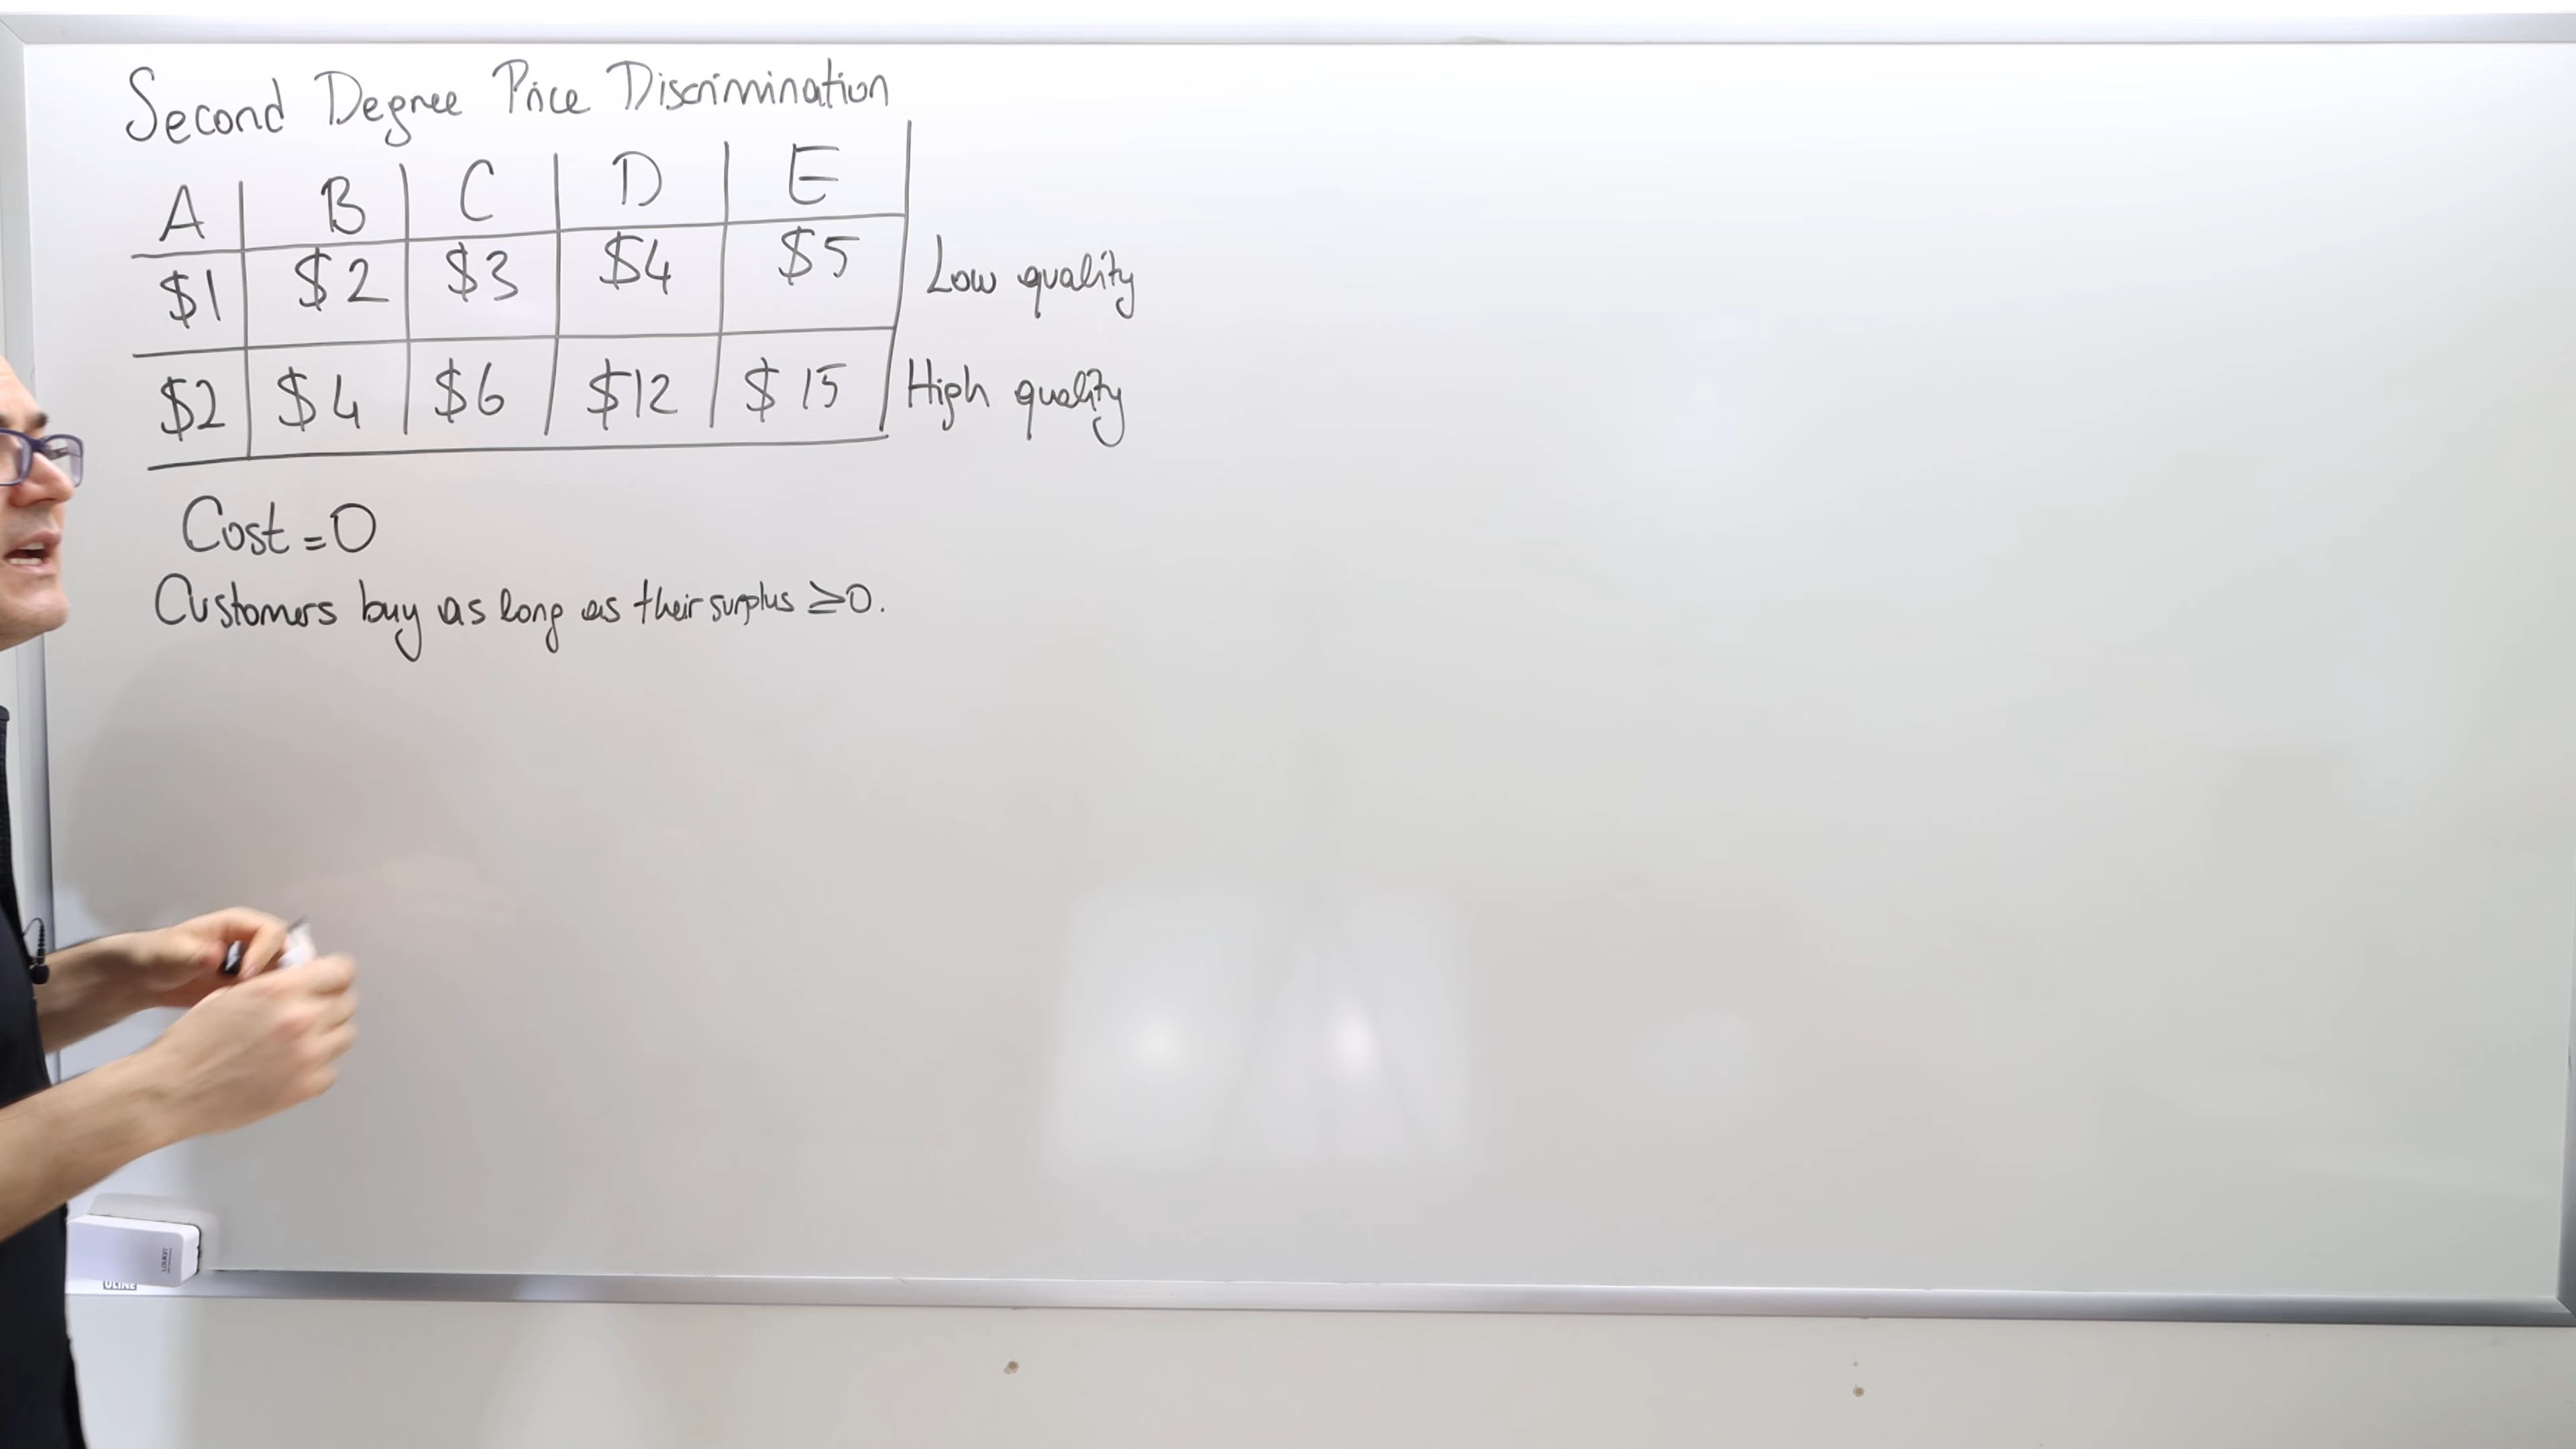 Second Degree Price Discrimination
A B C D E
$1 $2 $3 $4 $5 Low quality
$2 $4 $6 $12 $15 High quality
Cost = 0
Customers buy as long as their surplus ≥0.
ULINE